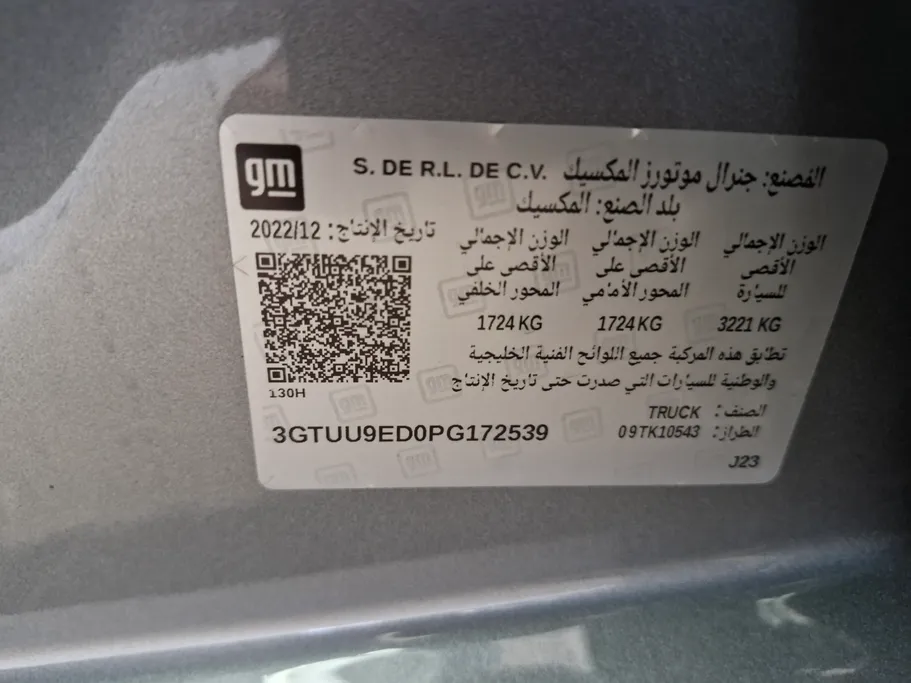 gm
المُصنع: جنرال موتورز المكسيك S. DE R.L. DE C.V.
بلد الصنع: المكسيك
تاريخ الإنتاج: 2022/12
الوزن الإجمالي الأقصى للسيارة
3221 KG
الوزن الإجمالي الأقصى على المحور الأمامي
1724 KG
الوزن الإجمالي الأقصى على المحور الخلفي
1724 KG
تطابق هذه المركبة جميع اللوائح الفنية الخليجية
والوطنية للسيارات التي صدرت حتى تاريخ الإنتاج
130H
الصنف: TRUCK
3GTUU9ED0PG172539
الطراز: 09TK10543
J23